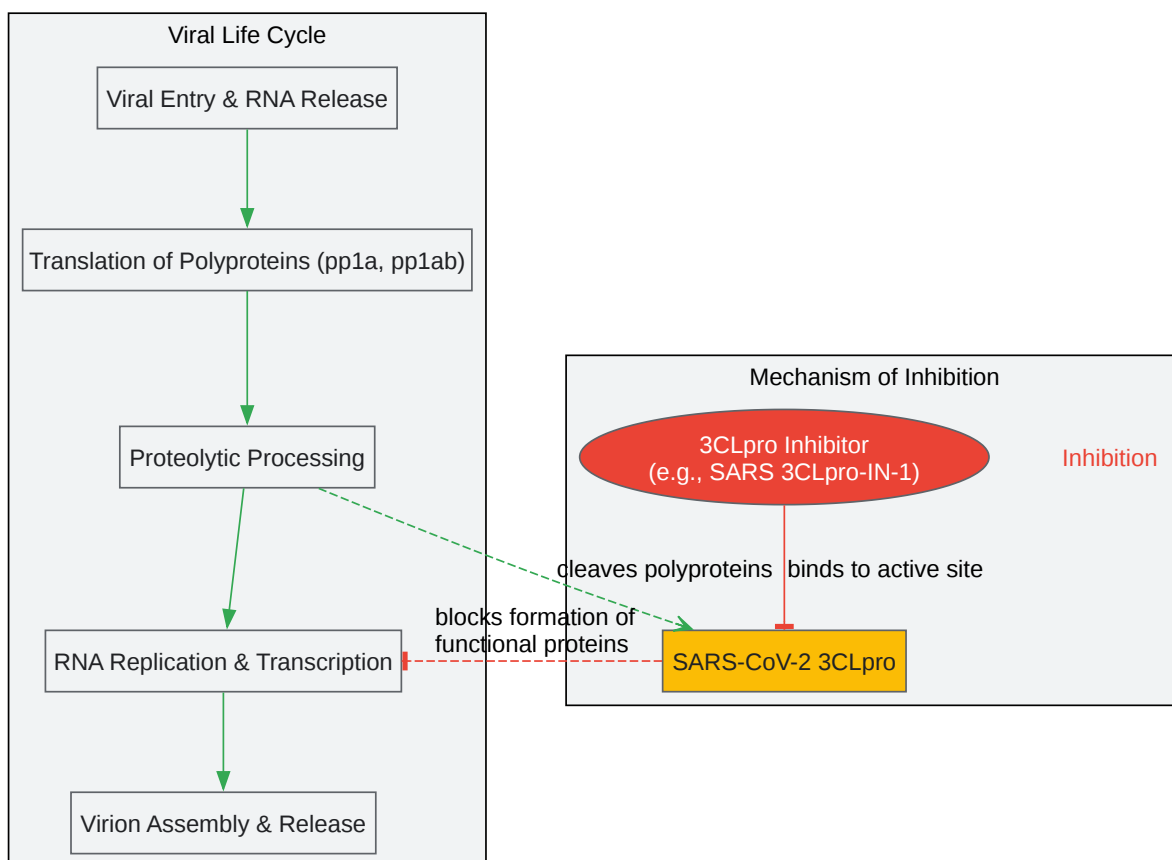 Viral Life Cycle
Viral Entry & RNA Release
Translation of Polyproteins (pp1a, pp1ab)
Proteolytic Processing
RNA Replication & Transcription
Virion Assembly & Release
Mechanism of Inhibition
3CLpro Inhibitor
(e.g., SARS 3CLpro-IN-1)
Inhibition
cleaves polyproteins
binds to active site
blocks formation of
functional proteins
SARS-CoV-2 3CLpro